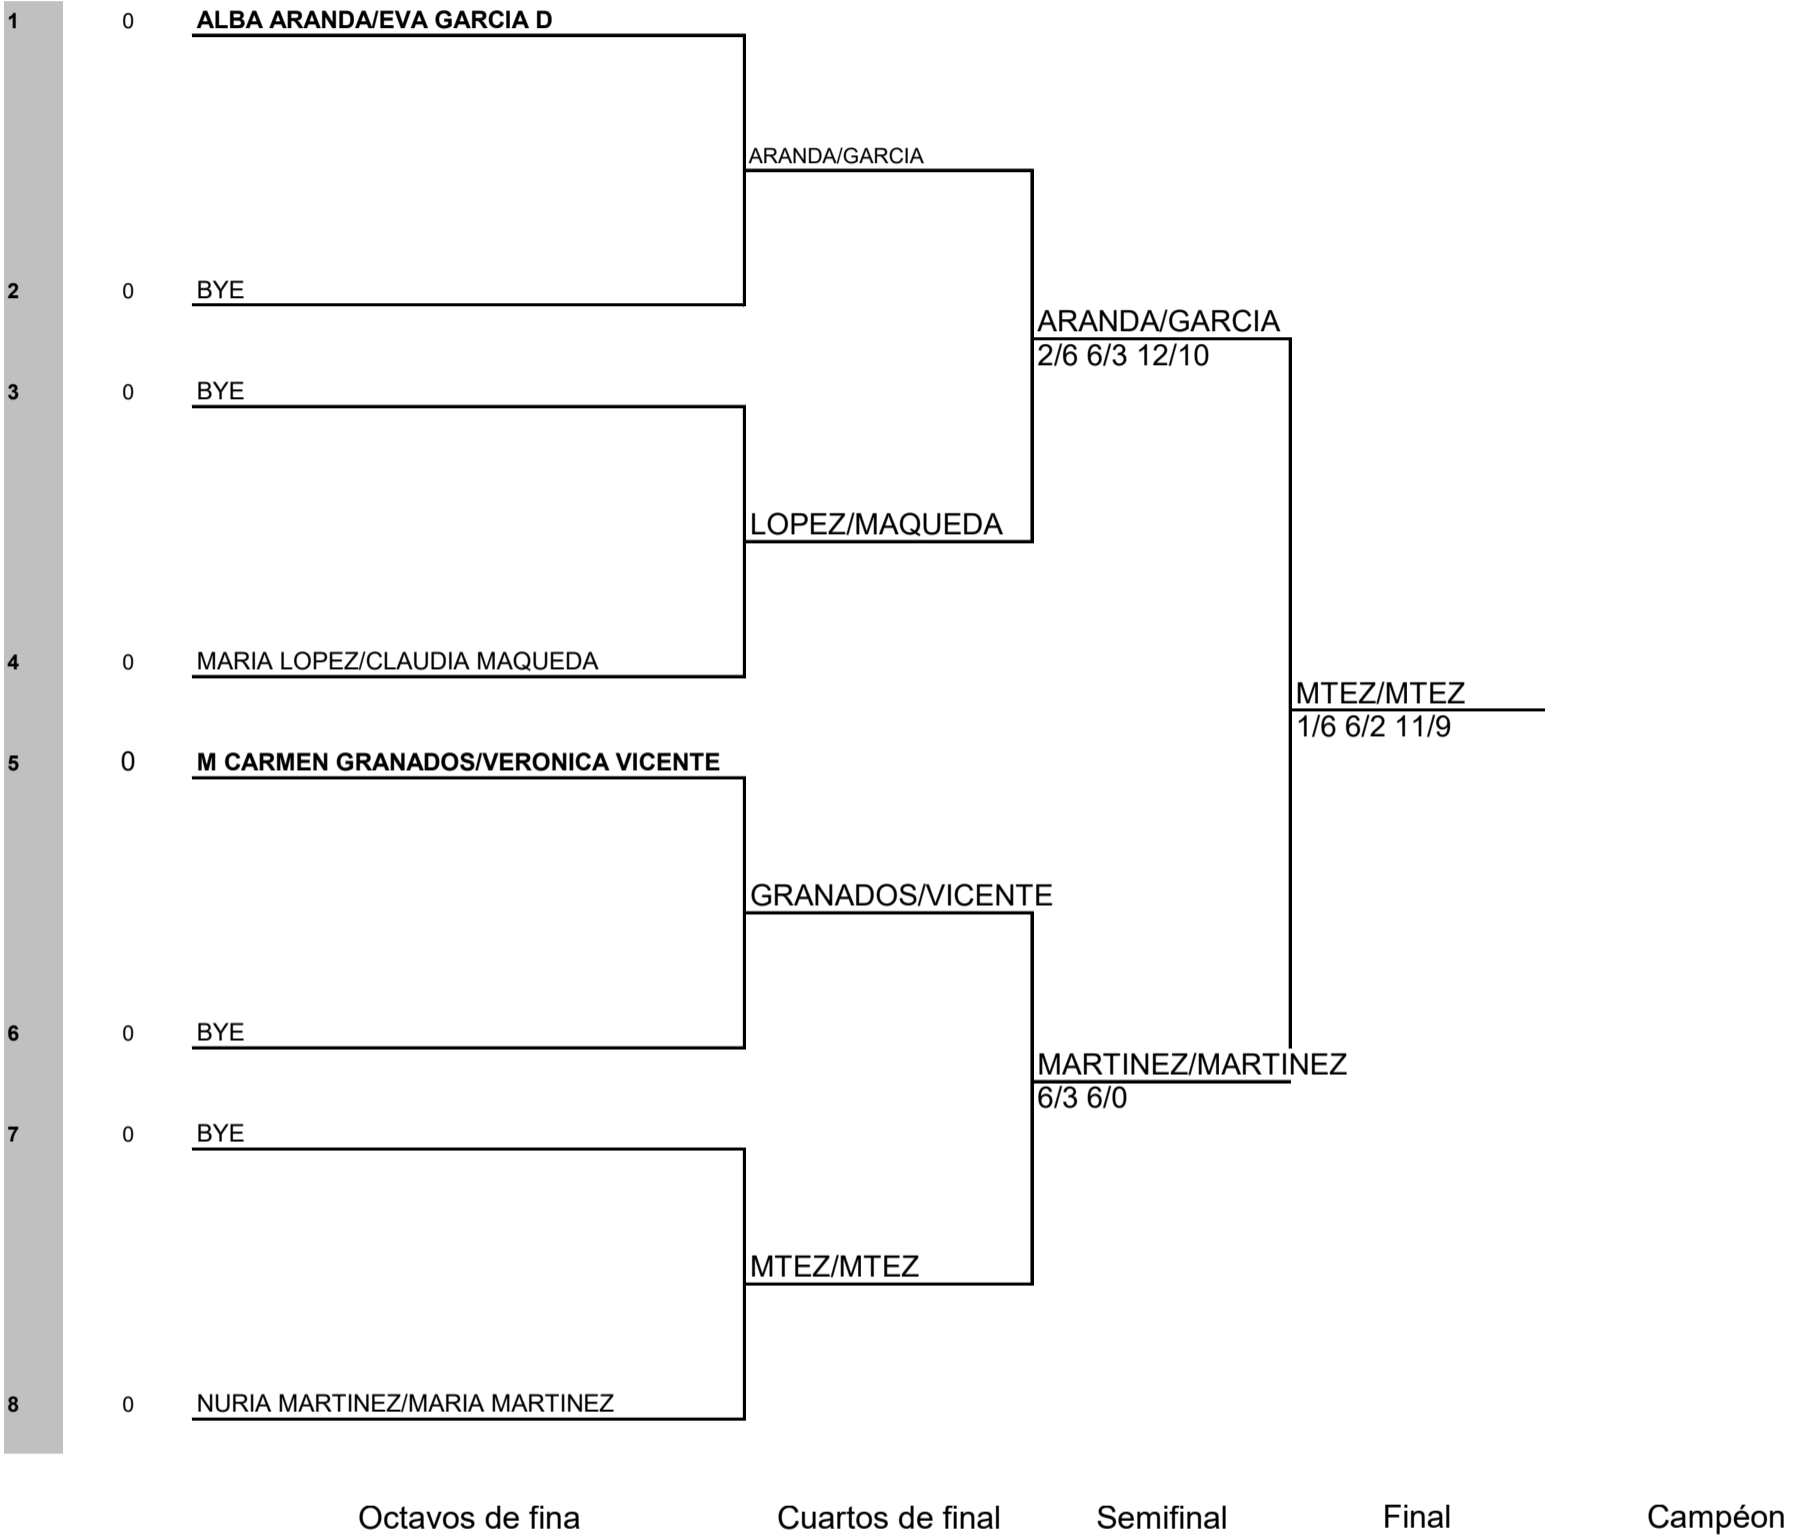 1 0 ALBA ARANDA/EVA GARCIA D
ARANDA/GARCIA
2 0 BYE
ARANDA/GARCIA
2/6 6/3 12/10
3 0 BYE
LOPEZ/MAQUEDA
4 0 MARIA LOPEZ/CLAUDIA MAQUEDA
MTEZ/MTEZ
1/6 6/2 11/9
5 0 M CARMEN GRANADOS/VERONICA VICENTE
GRANADOS/VICENTE
6 0 BYE
MARTINEZ/MARTINEZ
6/3 6/0
7 0 BYE
MTEZ/MTEZ
8 0 NURIA MARTINEZ/MARIA MARTINEZ
Octavos de fina Cuartos de final Semifinal Final Campéon